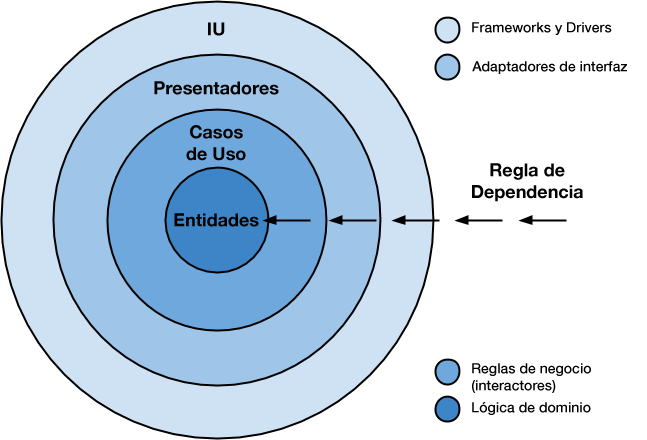 IU
Presentadores
Casos
de Uso
Entidades
Frameworks y Drivers
Adaptadores de interfaz
Regla de
Dependencia
Reglas de negocio
(interactores)
Lógica de dominio